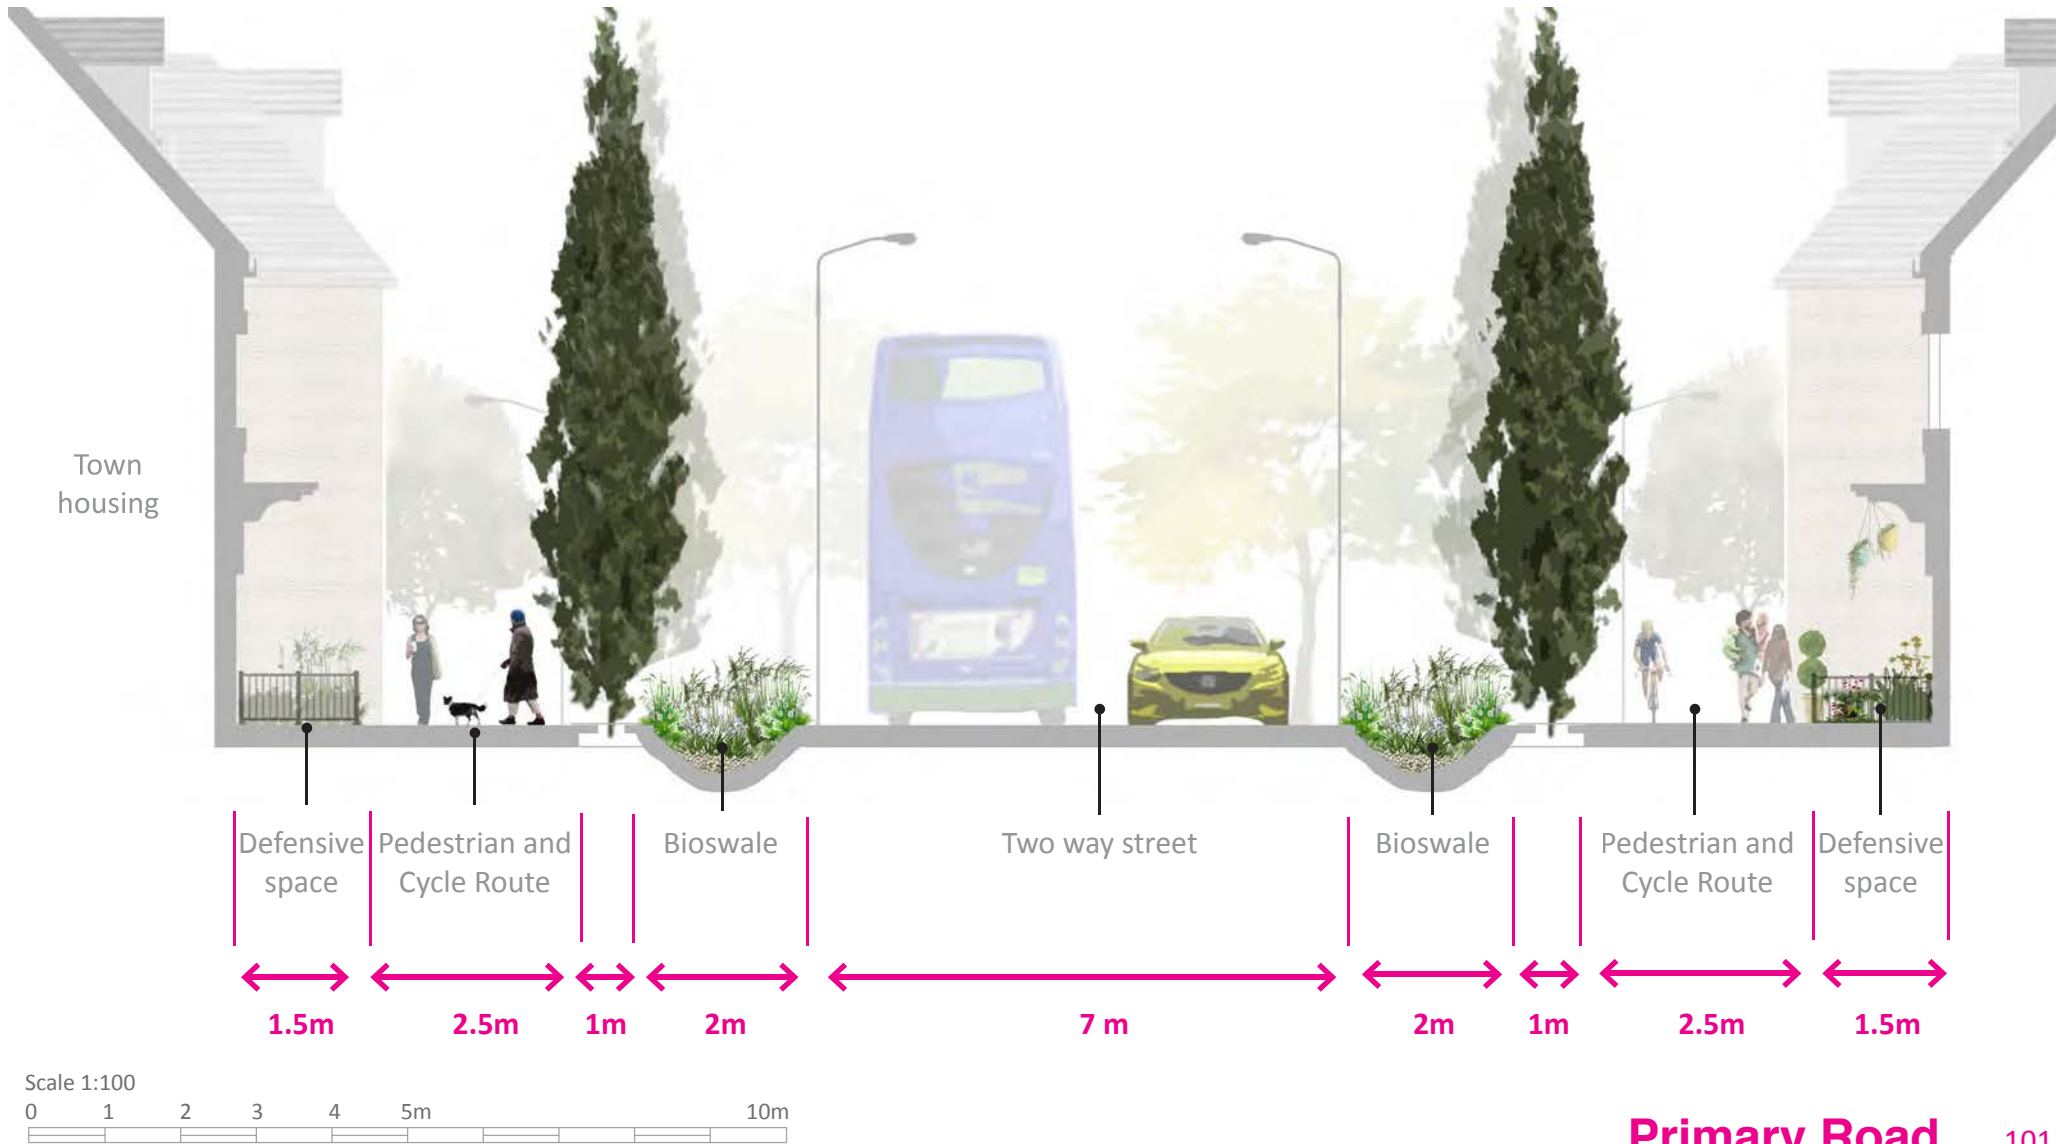 Town
housing
Defensive
space
Pedestrian and
Cycle Route
Bioswale
Two way street
Bioswale
Pedestrian and
Cycle Route
Defensive
space
1.5m
2.5m
1m
2m
7 m
2m
1m
2.5m
1.5m
Scale 1:100
0 1 2 3 4 5m 10m
Primary Road
101